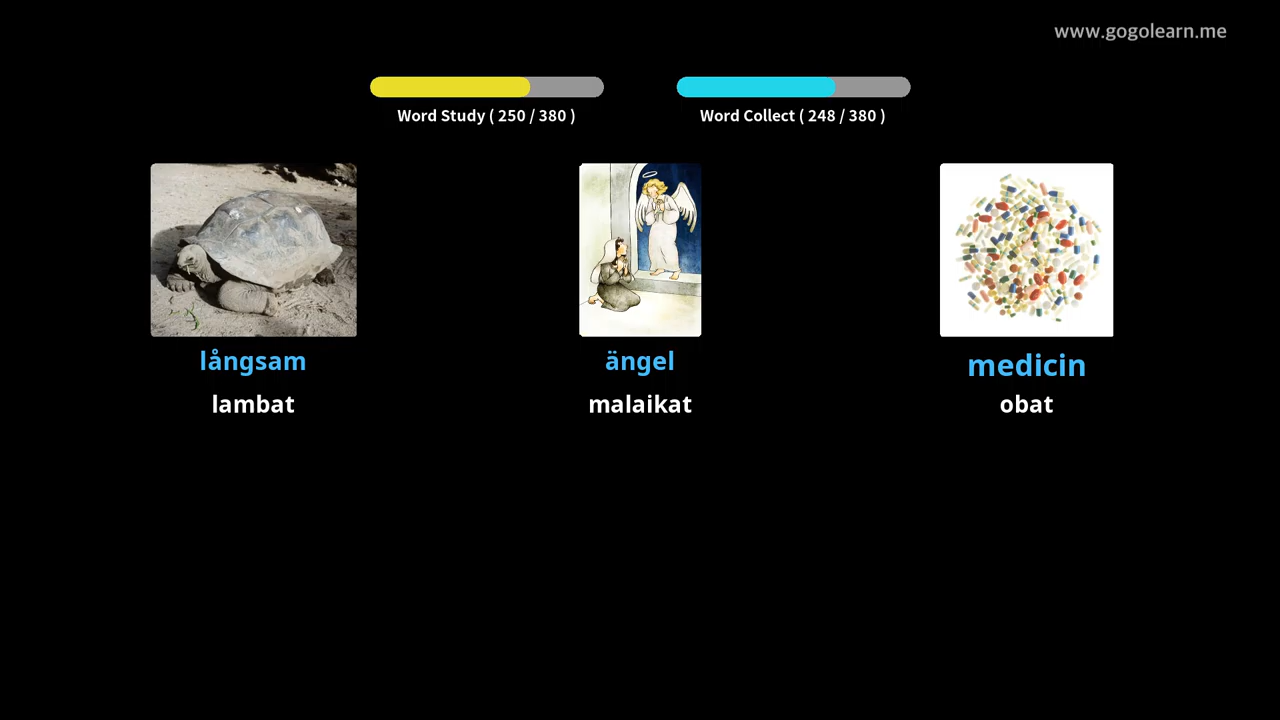 www.gogolearn.me
Word Study ( 250 / 380 )
Word Collect ( 248 / 380 )
långsam
ängel
medicin
lambat
malaikat
obat